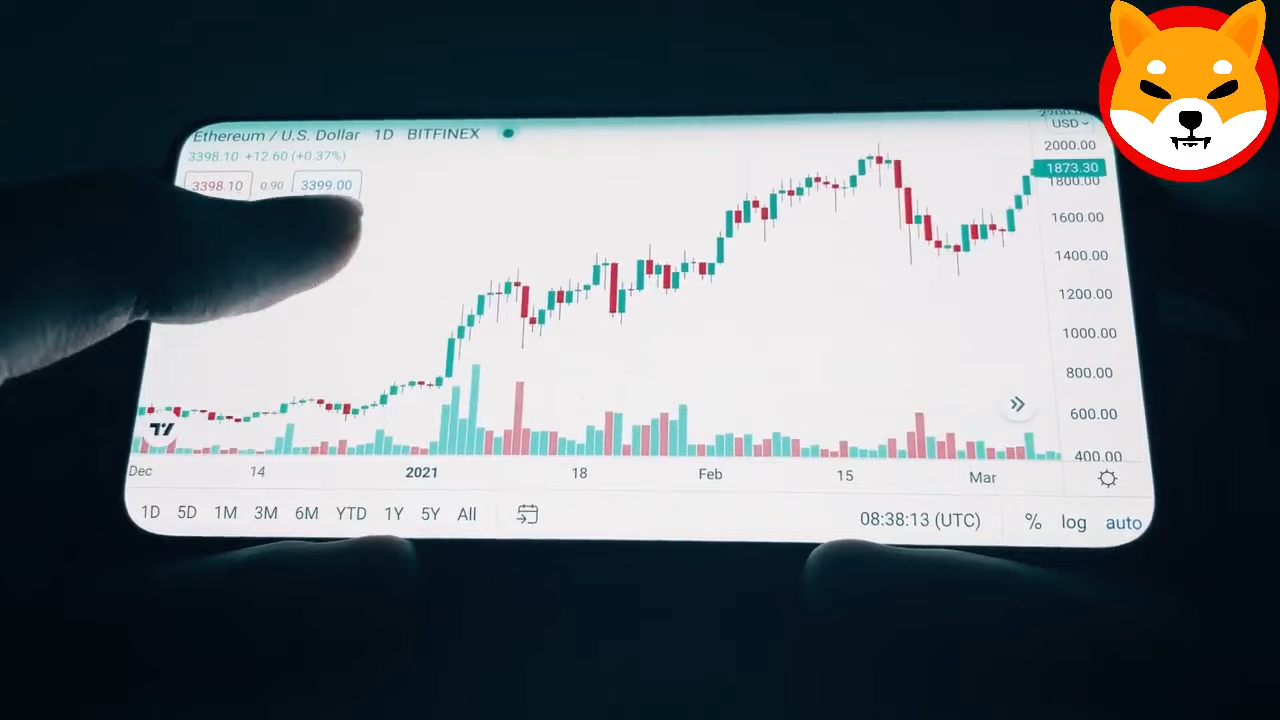 Ethereum / U.S. Dollar 1D BITFINEX
3398.10 +12.60 (+0.37%)
3398.10 0.90 3399.00
USD
2000.00
1873.30
1800.00
1600.00
1400.00
1200.00
1000.00
800.00
600.00
400.00
Dec 14 2021 18 Feb 15 Mar
1D 5D 1M 3M 6M YTD 1Y 5Y All
08:38:13 (UTC) % log auto